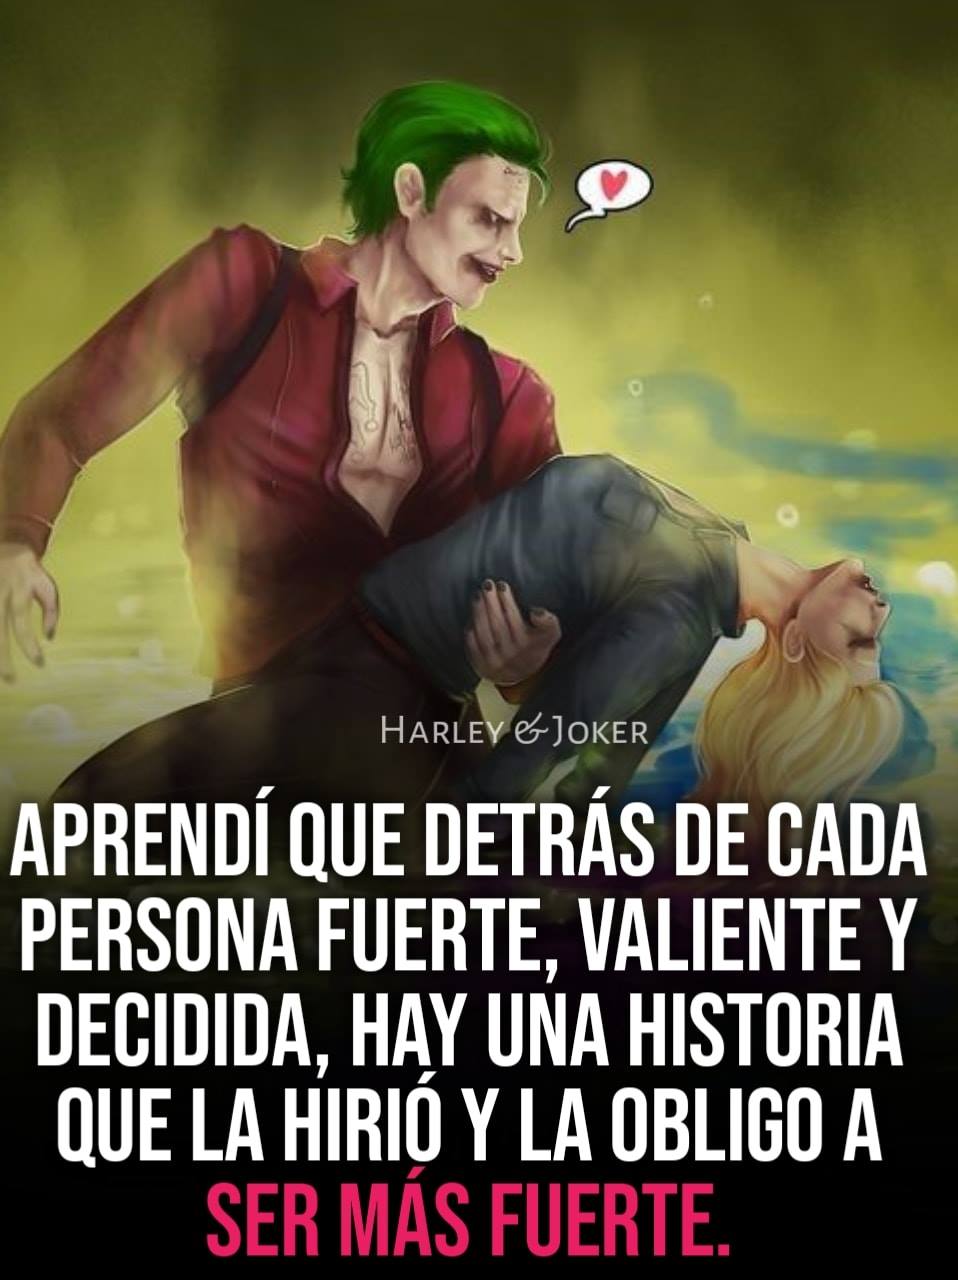 HARLEY & JOKER
APRENDÍ QUE DETRÁS DE CADA
PERSONA FUERTE, VALIENTE Y
DECIDIDA, HAY UNA HISTORIA
QUE LA HIRIÓ Y LA OBLIGO A
SER MÁS FUERTE.